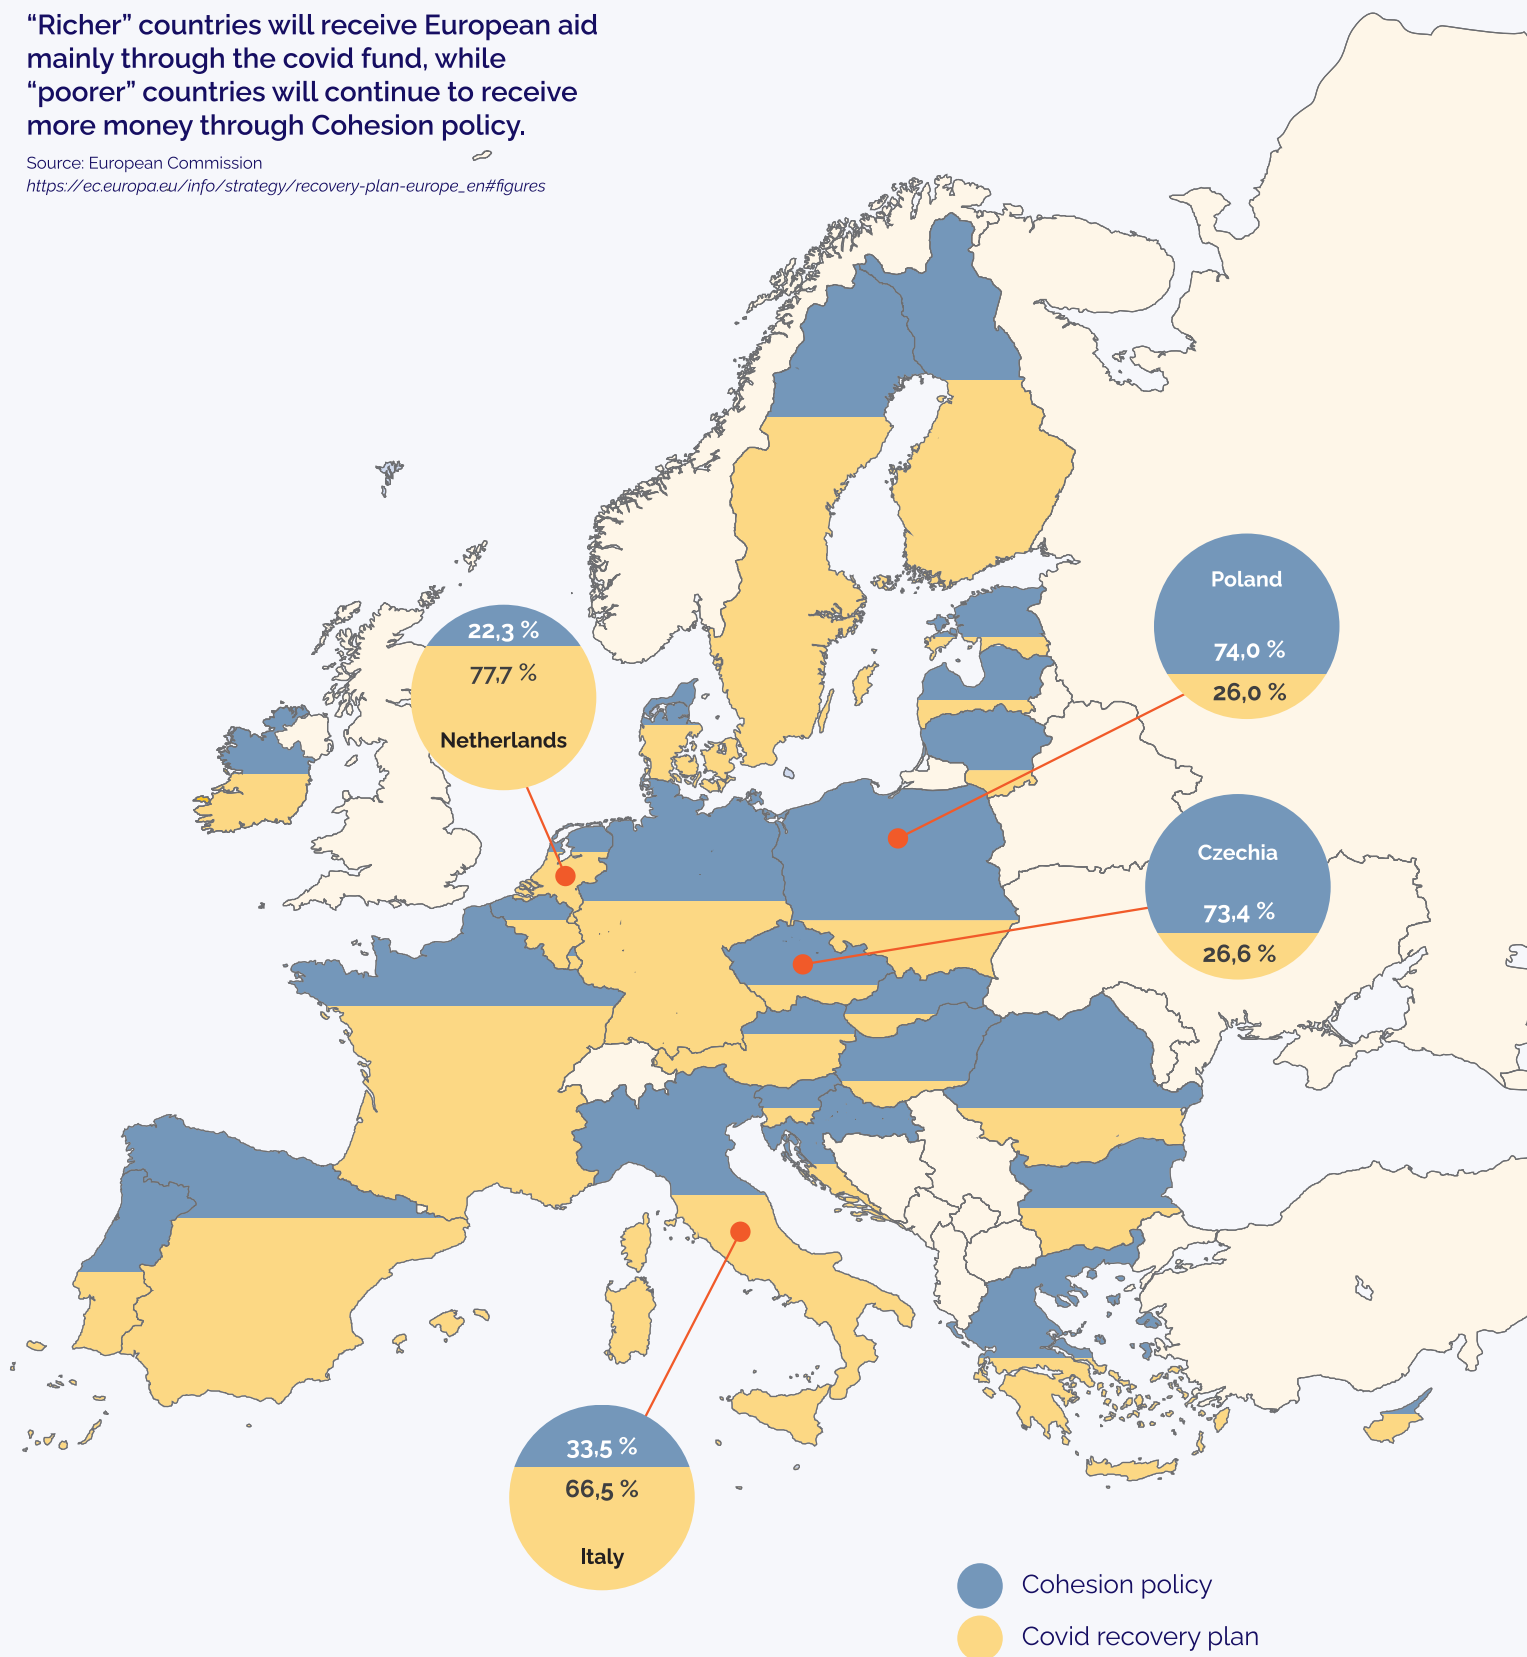 “Richer” countries will receive European aid
mainly through the covid fund, while
“poorer” countries will continue to receive
more money through Cohesion policy.
Source: European Commission
https://ec.europa.eu/info/strategy/recovery-plan-europe_en#figures
Poland
74,0 %
26,0 %
22,3 %
77,7 %
Netherlands
Czechia
73,4 %
26,6 %
33,5 %
66,5 %
Italy
Cohesion policy
Covid recovery plan